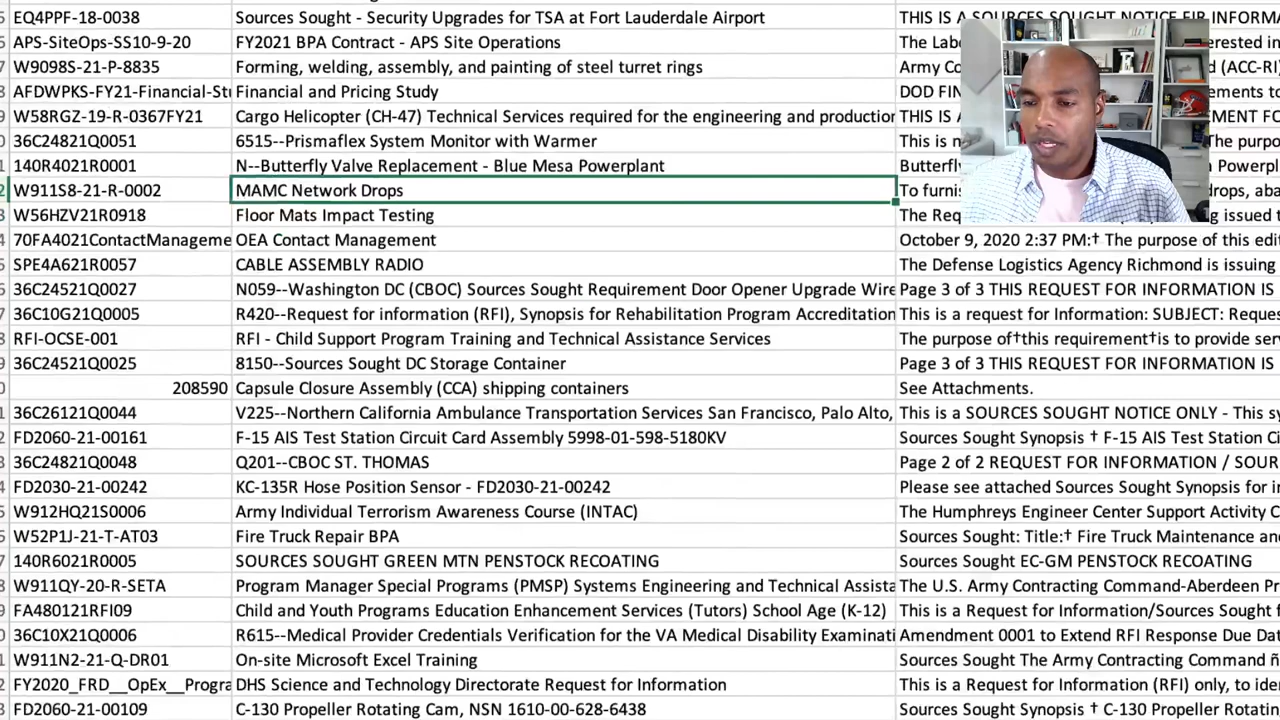 EQ4PPF-18-0038 Sources Sought - Security Upgrades for TSA at Fort Lauderdale Airport THIS IS A SOURCES SOUGHT NOTICE
APS-SiteOps-SS10-9-20 FY2021 BPA Contract - APS Site Operations The erested in
W9098S-21-P-8835 Forming, welding, assembly, and painting of steel turret rings Army (ACC-RI)
AFDWPKS-FY21-Financial-St Financial and Pricing Study DOD ements to
W58RGZ-19-R-0367FY21 Cargo Helicopter (CH-47) Technical Services required for the engineering and production THIS IS
36C24821Q0051 6515--Prismaflex System Monitor with Warmer This is
140R4021R0001 N--Butterfly Valve Replacement - Blue Mesa Powerplant Butterf Powerpl
W911S8-21-R-0002 MAMC Network Drops To furnis drops, aba
W56HZV21R0918 Floor Mats Impact Testing The Req g issued t
70FA4021ContactManageme OEA Contact Management October 9, 2020 2:37 PM:† The purpose of this edi
SPE4A621R0057 CABLE ASSEMBLY RADIO The Defense Logistics Agency Richmond is issuing
36C24521Q0027 N059--Washington DC (CBOC) Sources Sought Requirement Door Opener Upgrade Wire Page 3 of 3 THIS REQUEST FOR INFORMATION IS
36C10G21Q0005 R420--Request for information (RFI), Synopsis for Rehabilitation Program Accreditation This is a request for Information: SUBJECT: Reques
RFI-OCSE-001 RFI - Child Support Program Training and Technical Assistance Services The purpose of†this requirement†is to provide ser
36C24521Q0025 8150--Sources Sought DC Storage Container Page 3 of 3 THIS REQUEST FOR INFORMATION IS
208590 Capsule Closure Assembly (CCA) shipping containers See Attachments.
36C26121Q0044 V225--Northern California Ambulance Transportation Services San Francisco, Palo Alto, This is a SOURCES SOUGHT NOTICE ONLY - This sy
FD2060-21-00161 F-15 AIS Test Station Circuit Card Assembly 5998-01-598-5180KV Sources Sought Synopsis † F-15 AIS Test Station Ci
36C24821Q0048 Q201--CBOC ST. THOMAS Page 2 of 2 REQUEST FOR INFORMATION / SOUR
FD2030-21-00242 KC-135R Hose Position Sensor - FD2030-21-00242 Please see attached Sources Sought Synopsis for i
W912HQ21S0006 Army Individual Terrorism Awareness Course (INTAC) The Humphreys Engineer Center Support Activity C
W52P1J-21-T-AT03 Fire Truck Repair BPA Sources Sought: Title:† Fire Truck Maintenance an
140R6021R0005 SOURCES SOUGHT GREEN MTN PENSTOCK RECOATING Sources Sought EC-GM PENSTOCK RECOATING
W911QY-20-R-SETA Program Manager Special Programs (PMSP) Systems Engineering and Technical Assista The U.S. Army Contracting Command-Aberdeen Pr
FA480121RFI09 Child and Youth Programs Education Enhancement Services (Tutors) School Age (K-12) This is a Request for Information/Sources Sought f
36C10X21Q0006 R615--Medical Provider Credentials Verification for the VA Medical Disability Examinati Amendment 0001 to Extend RFI Response Due Da
W911N2-21-Q-DR01 On-site Microsoft Excel Training Sources Sought The Army Contracting Command ñ
FY2020_FRD__OpEx__Progra DHS Science and Technology Directorate Request for Information This is a Request for Information (RFI) only, to ide
FD2060-21-00109 C-130 Propeller Rotating Cam, NSN 1610-00-628-6438 Sources Sought Synopsis † C-130 Propeller Rotatin